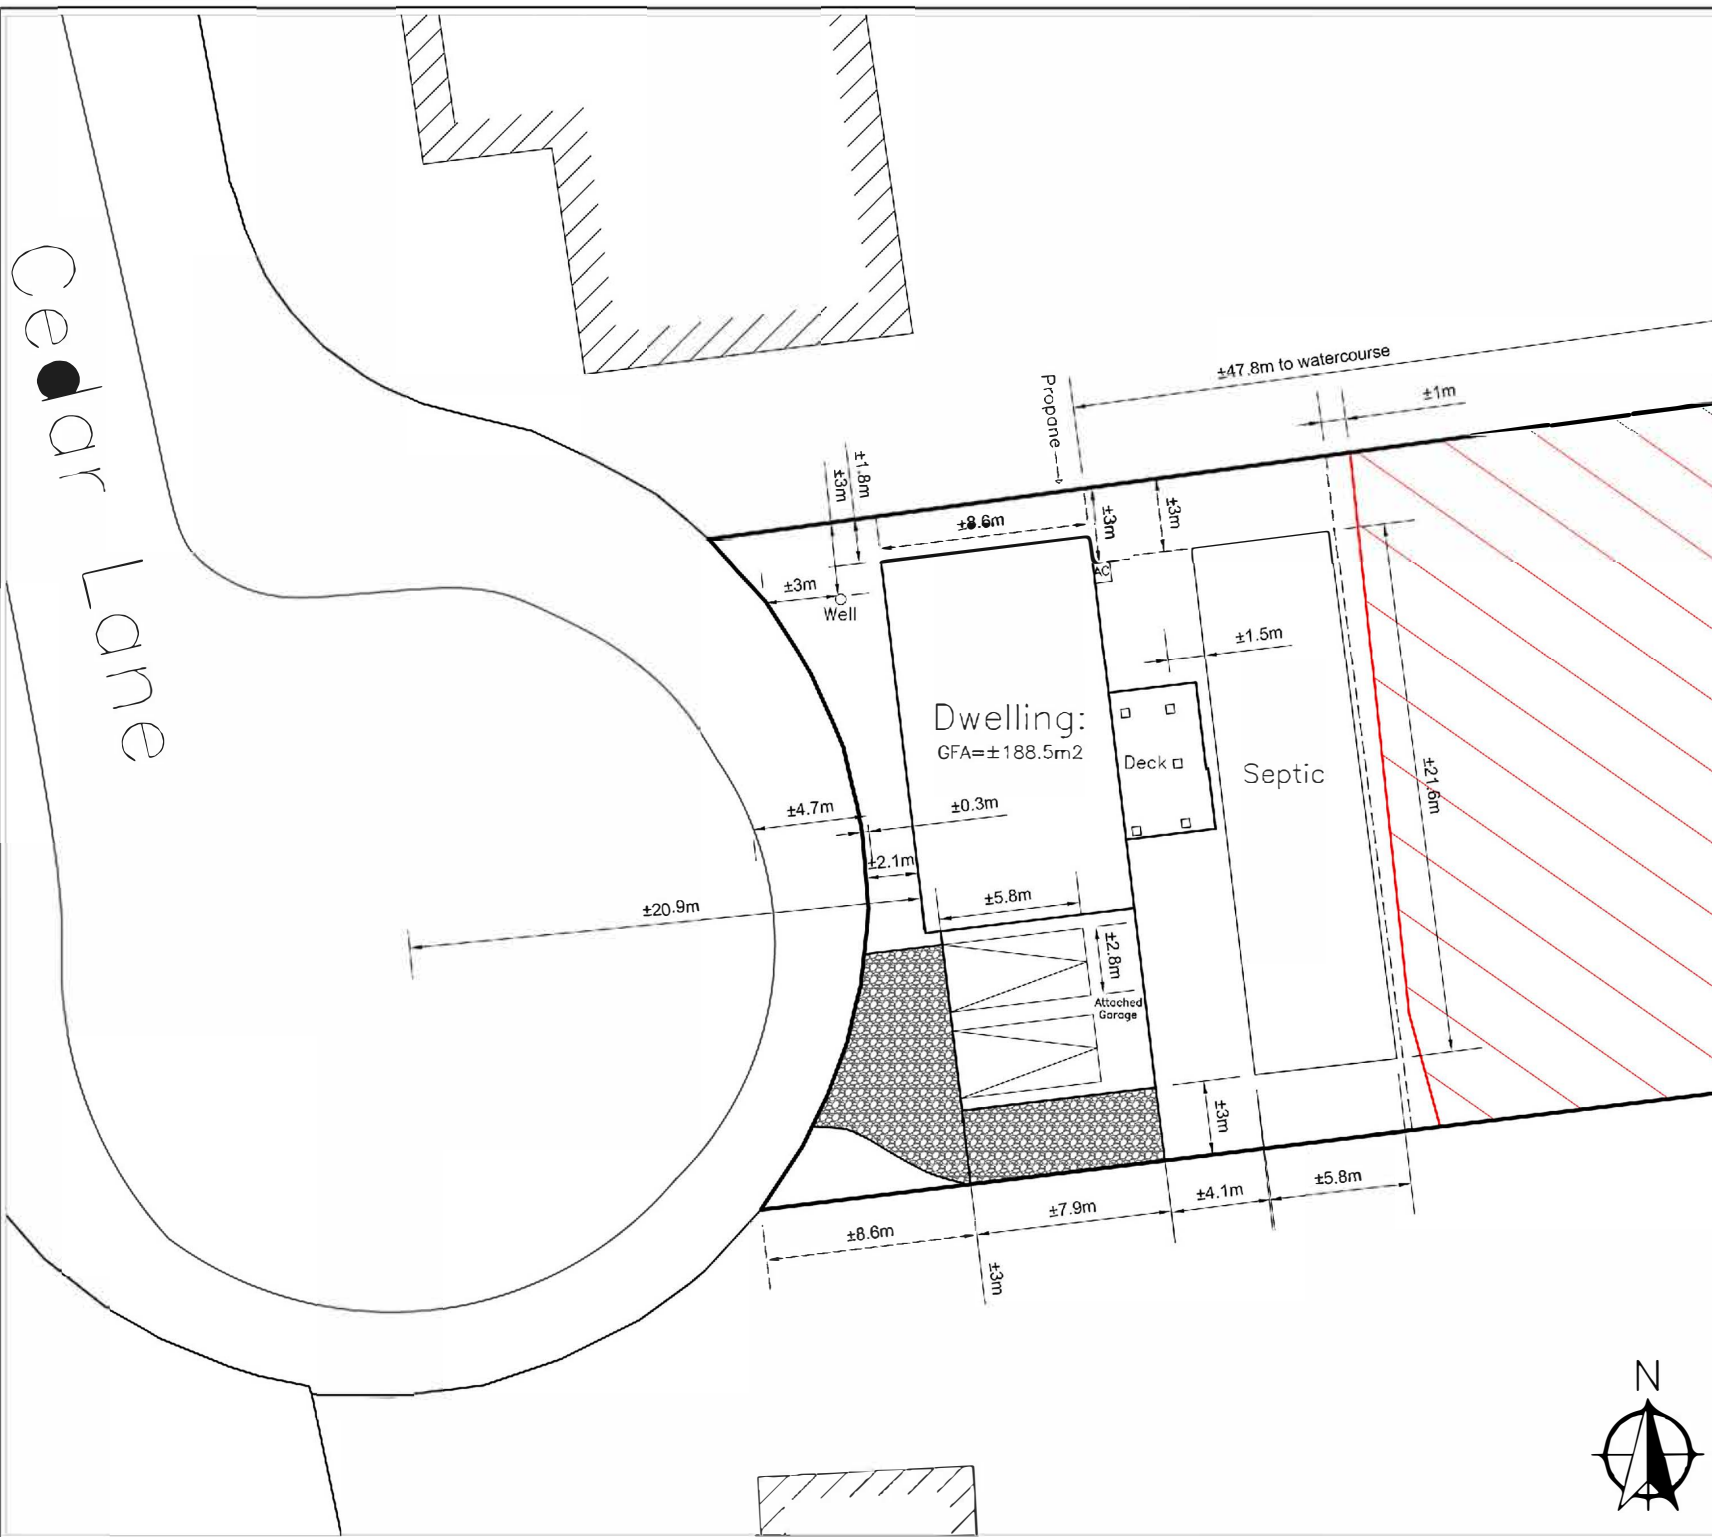 Cedar Lane
±47.8m to watercourse
±1m
Propane
±1.8m
±3m
±8.6m
±3m
±3m
AC
±3m
Well
±1.5m
Dwelling:
GFA=±188.5m2
Deck
Septic
±21.6m
±4.7m
±0.3m
±2.1m
±5.8m
±20.9m
±2.8m
Attached
Garage
±3m
±5.8m
±4.1m
±7.9m
±8.6m
±3m
N